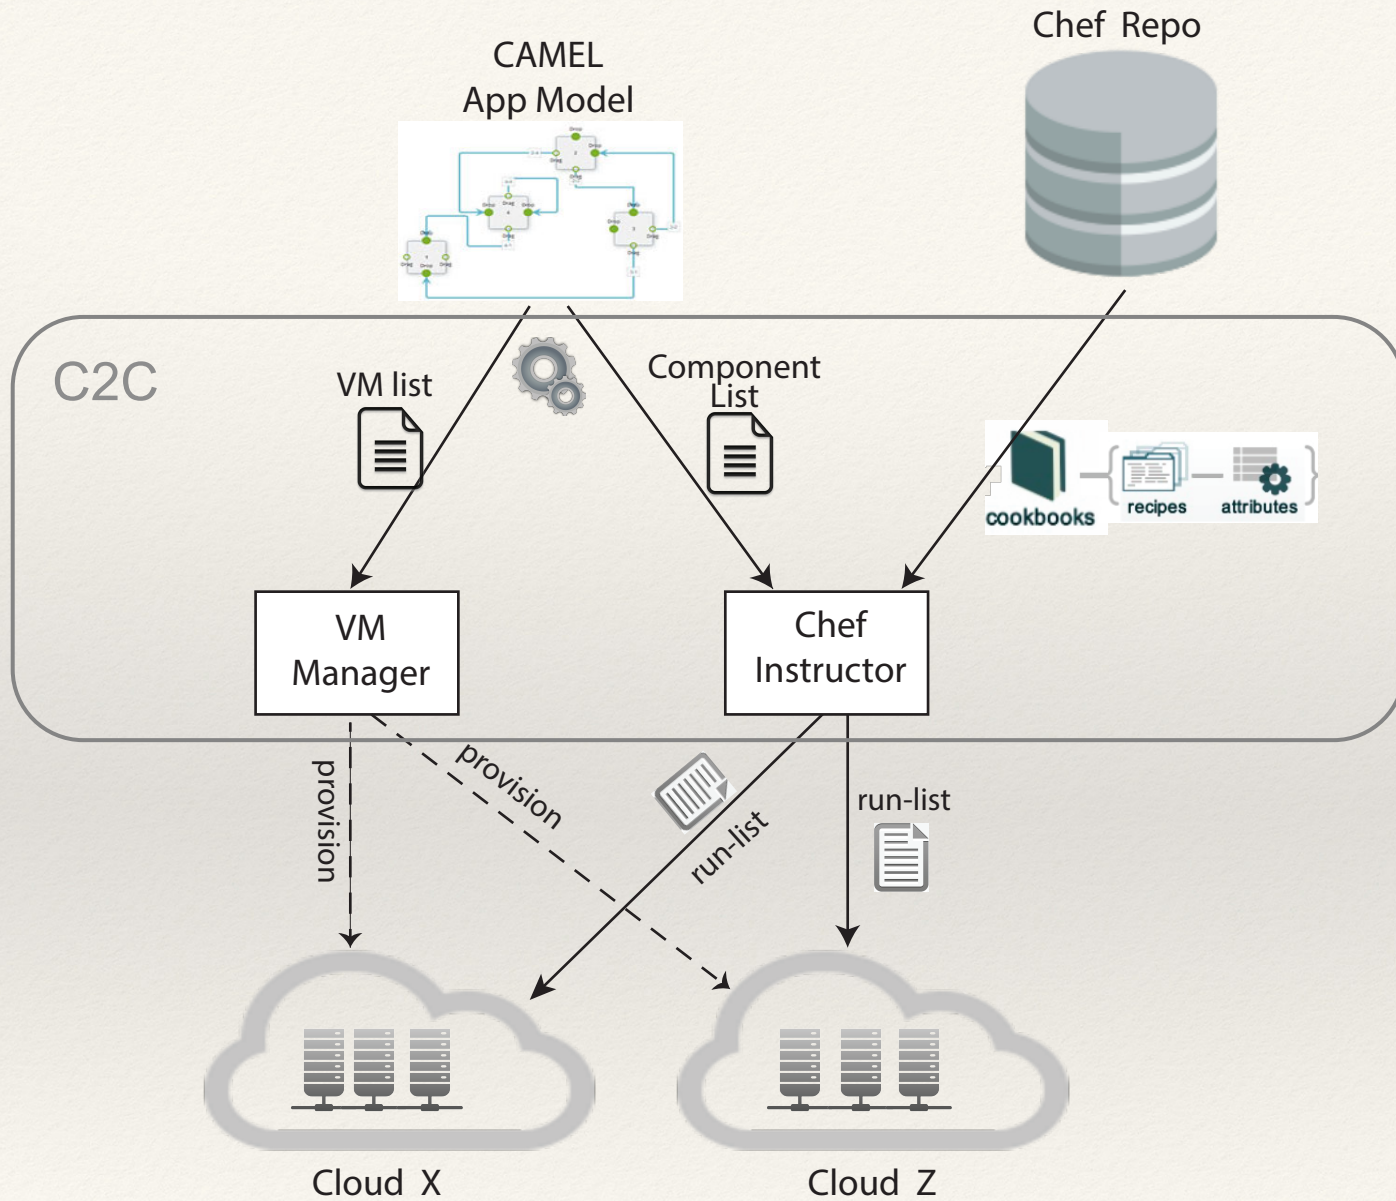 Chef Repo
CAMEL
App Model
C2C
VM list
Component
List
cookbooks
recipes
attributes
VM
Manager
Chef
Instructor
provision
provision
run-list
run-list
Cloud X
Cloud Z